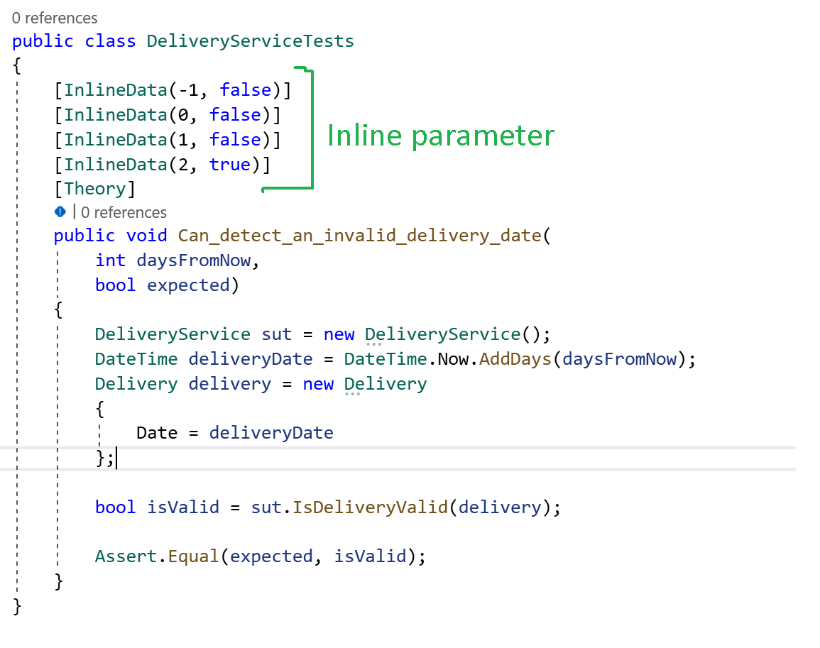 0 references
public class DeliveryServiceTests
{
[InlineData(-1, false)]
[InlineData(0, false)]
[InlineData(1, false)]
[InlineData(2, true)]
[Theory]
Inline parameter
| 0 references
public void Can_detect_an_invalid_delivery_date(
int daysFromNow,
bool expected)
{
DeliveryService sut = new DeliveryService();
DateTime deliveryDate = DateTime.Now.AddDays(daysFromNow);
Delivery delivery = new Delivery
{
Date = deliveryDate
};
bool isValid = sut.IsDeliveryValid(delivery);
Assert.Equal(expected, isValid);
}
}